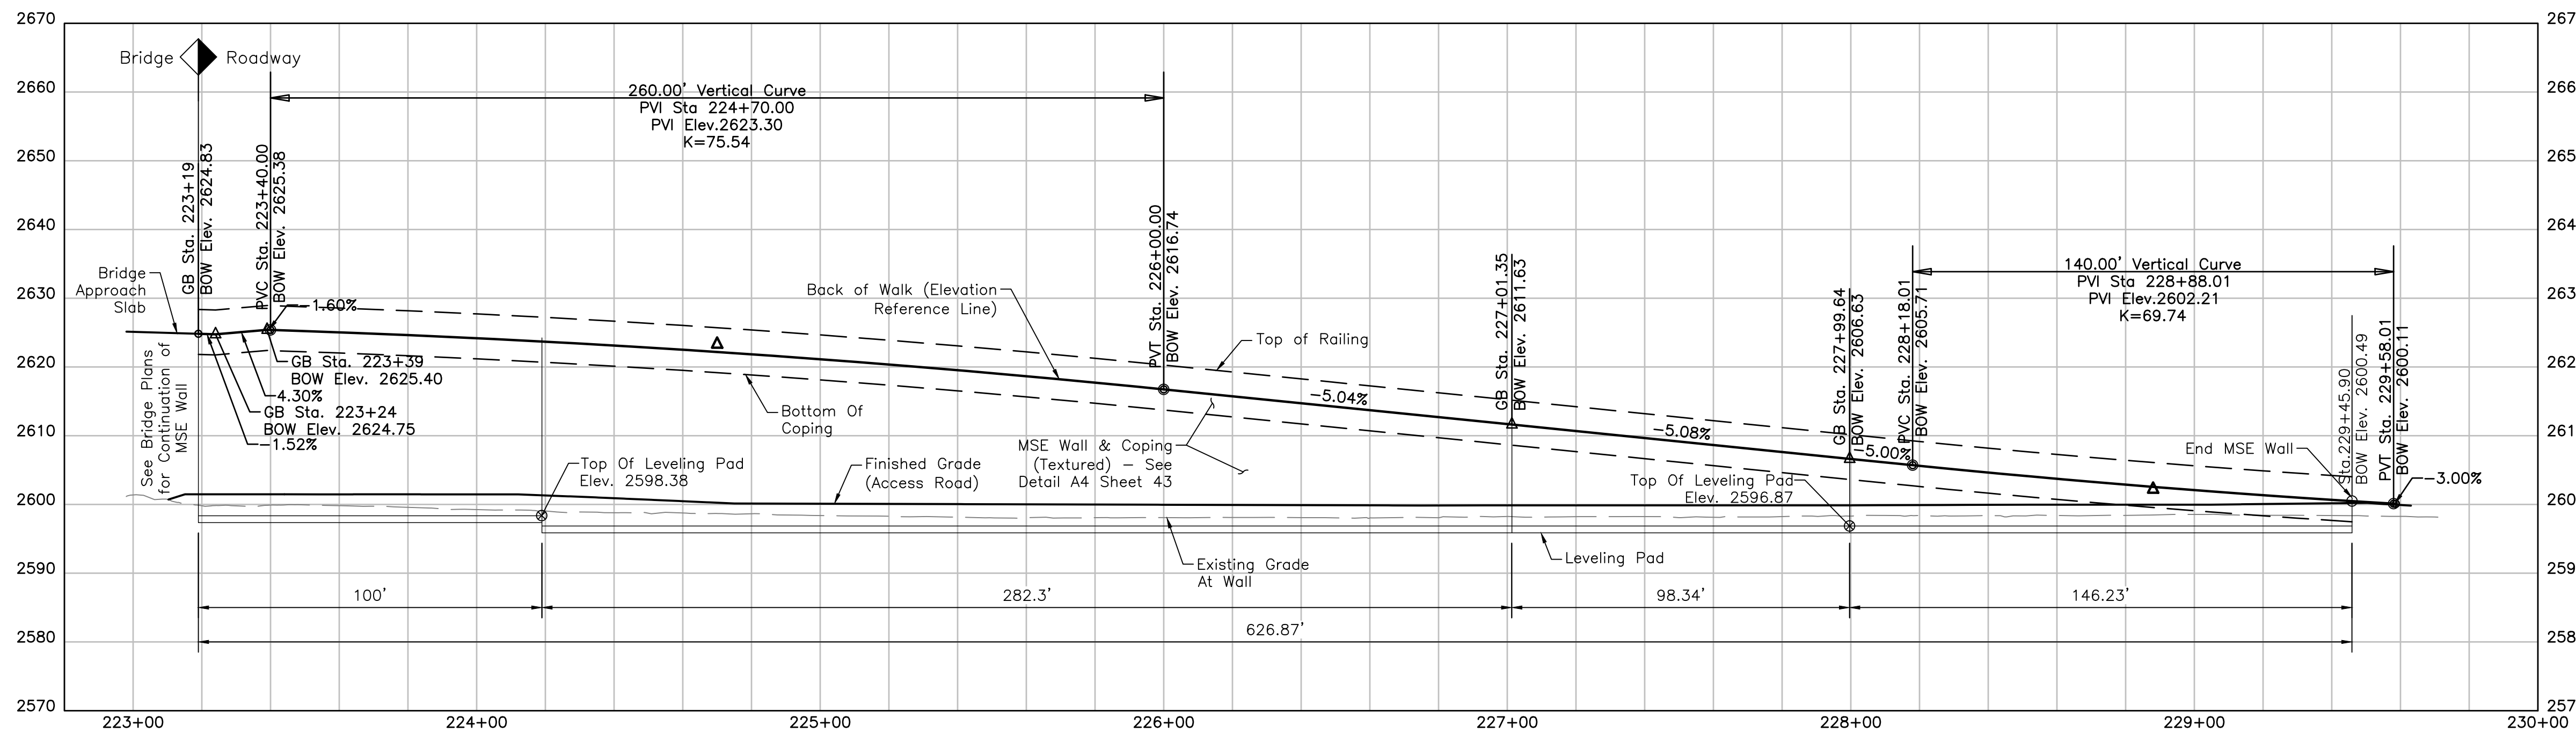 2670
2660
2650
2640
2630
2620
2610
2600
2590
2580
2570
Bridge
Roadway
260.00' Vertical Curve
PVI Sta 224+70.00
PVI Elev.2623.30
K=75.54
GB Sta. 223+19
BOW Elev. 2624.83
PVC Sta. 223+40.00
BOW Elev. 2625.38
Bridge
Approach
Slab
-1.60%
GB Sta. 223+39
BOW Elev. 2625.40
4.30%
GB Sta. 223+24
BOW Elev. 2624.75
-1.52%
See Bridge Plans
for Continuation of
MSE Wall
Top Of Leveling Pad
Elev. 2598.38
Bottom Of
Coping
Finished Grade
(Access Road)
Back of Walk (Elevation
Reference Line)
MSE Wall & Coping
(Textured) - See
Detail A4 Sheet 43
PVT Sta. 226+00.00
BOW Elev. 2616.74
Top of Railing
-5.04%
Existing Grade
At Wall
GB Sta. 227+01.35
BOW Elev. 2611.63
-5.08%
Leveling Pad
Top Of Leveling Pad
Elev. 2596.87
GB Sta. 227+99.64
BOW Elev. 2606.63
-5.00%
PVC Sta. 228+18.01
BOW Elev. 2605.71
140.00' Vertical Curve
PVI Sta 228+88.01
PVI Elev.2602.21
K=69.74
End MSE Wall
Sta.229+45.90
BOW Elev. 2600.49
PVT Sta. 229+58.01
BOW Elev. 2600.11
-3.00%
100'
282.3'
98.34'
146.23'
626.87'
267
266
265
264
263
262
261
260
259
258
257
223+00
224+00
225+00
226+00
227+00
228+00
229+00
230+00